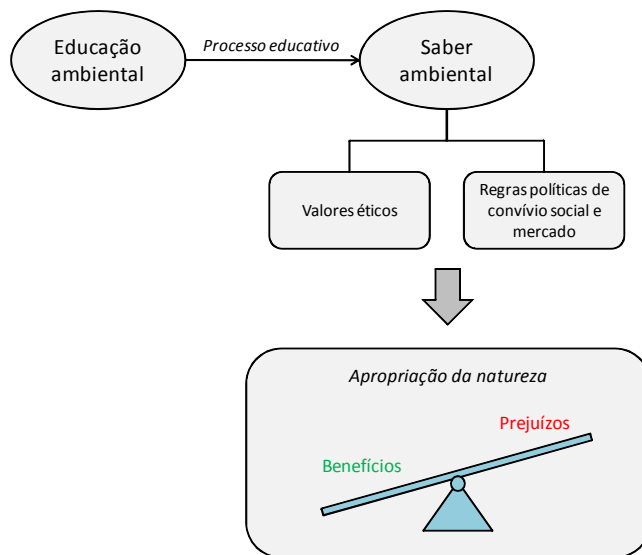 Educação
ambiental
Processo educativo
Saber
ambiental
Valores éticos
Regras políticas de
convívio social e
mercado
Apropriação da natureza
Prejuízos
Benefícios